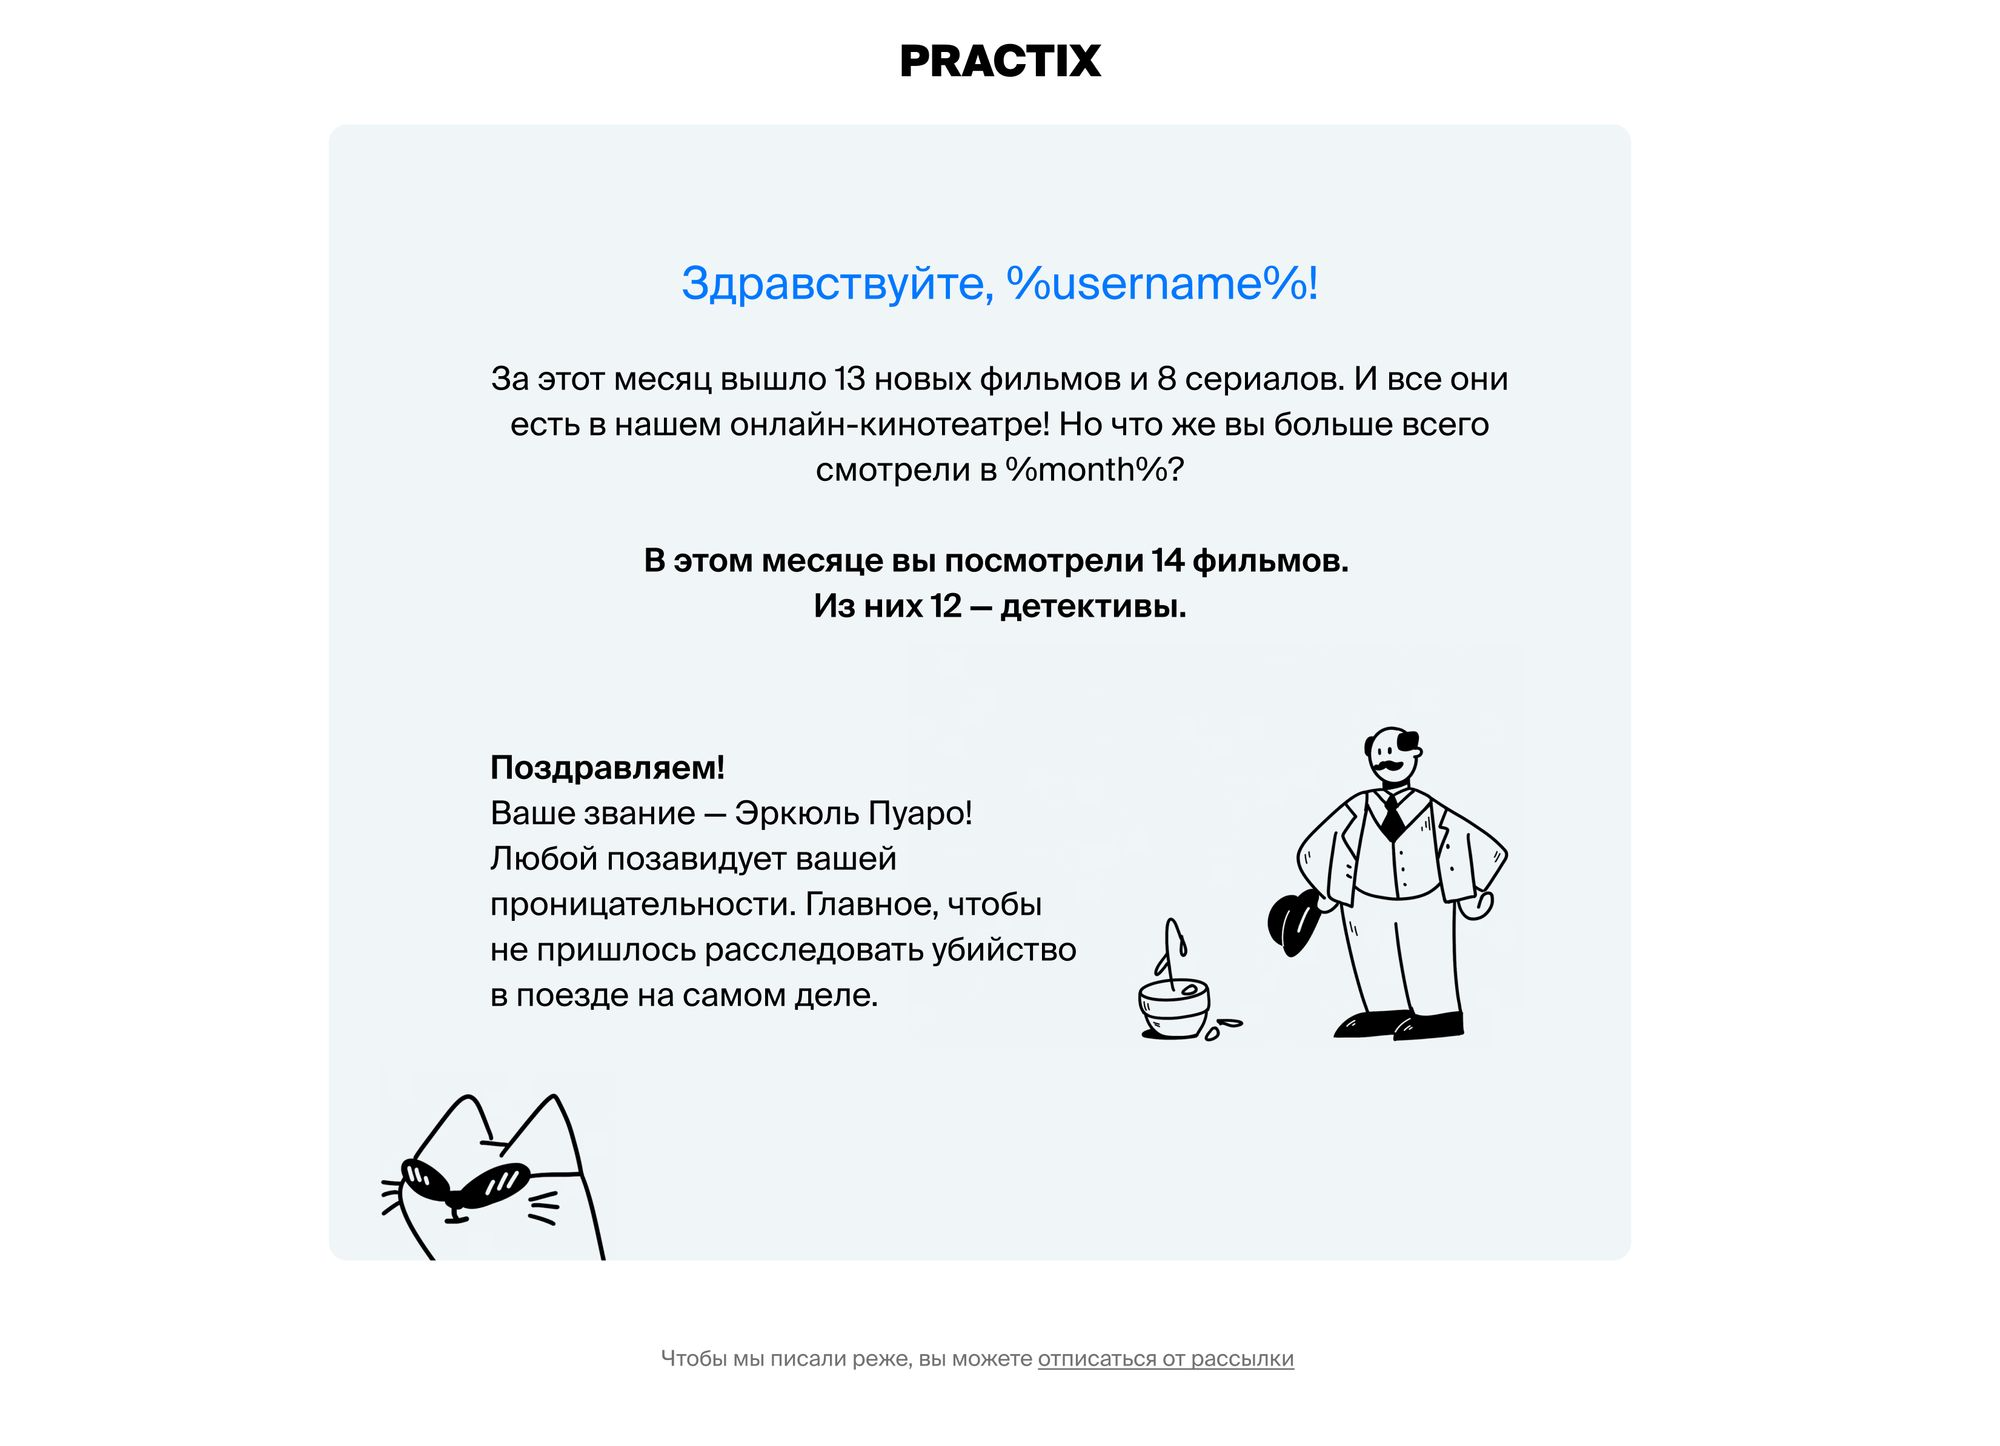 PRACTIX
Здравствуйте, %username%!
За этот месяц вышло 13 новых фильмов и 8 сериалов. И все они
есть в нашем онлайн-кинотеатре! Но что же вы больше всего
смотрели в %month%?
В этом месяце вы посмотрели 14 фильмов.
Из них 12 — детективы.
Поздравляем!
Ваше звание — Эркюль Пуаро!
Любой позавидует вашей
проницательности. Главное, чтобы
не пришлось расследовать убийство
в поезде на самом деле.
Чтобы мы писали реже, вы можете отписаться от рассылки